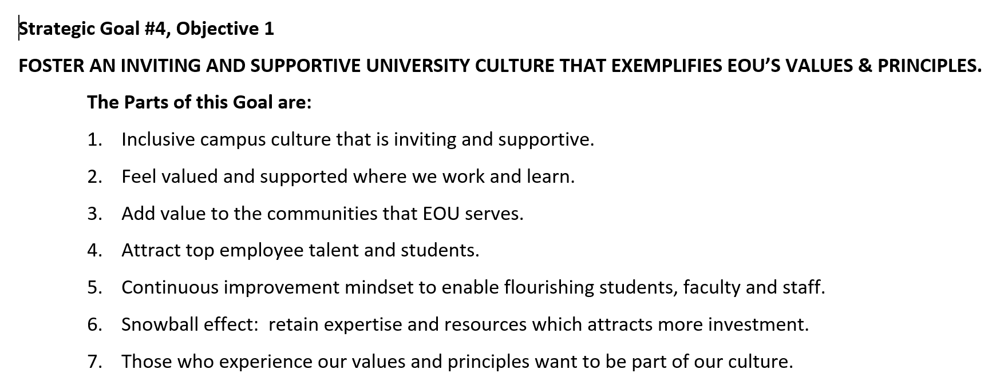 Strategic Goal #4, Objective 1
FOSTER AN INVITING AND SUPPORTIVE UNIVERSITY CULTURE THAT EXEMPLIFIES EOU’S VALUES & PRINCIPLES.
The Parts of this Goal are:
1. Inclusive campus culture that is inviting and supportive.
2. Feel valued and supported where we work and learn.
3. Add value to the communities that EOU serves.
4. Attract top employee talent and students.
5. Continuous improvement mindset to enable flourishing students, faculty and staff.
6. Snowball effect:  retain expertise and resources which attracts more investment.
7. Those who experience our values and principles want to be part of our culture.